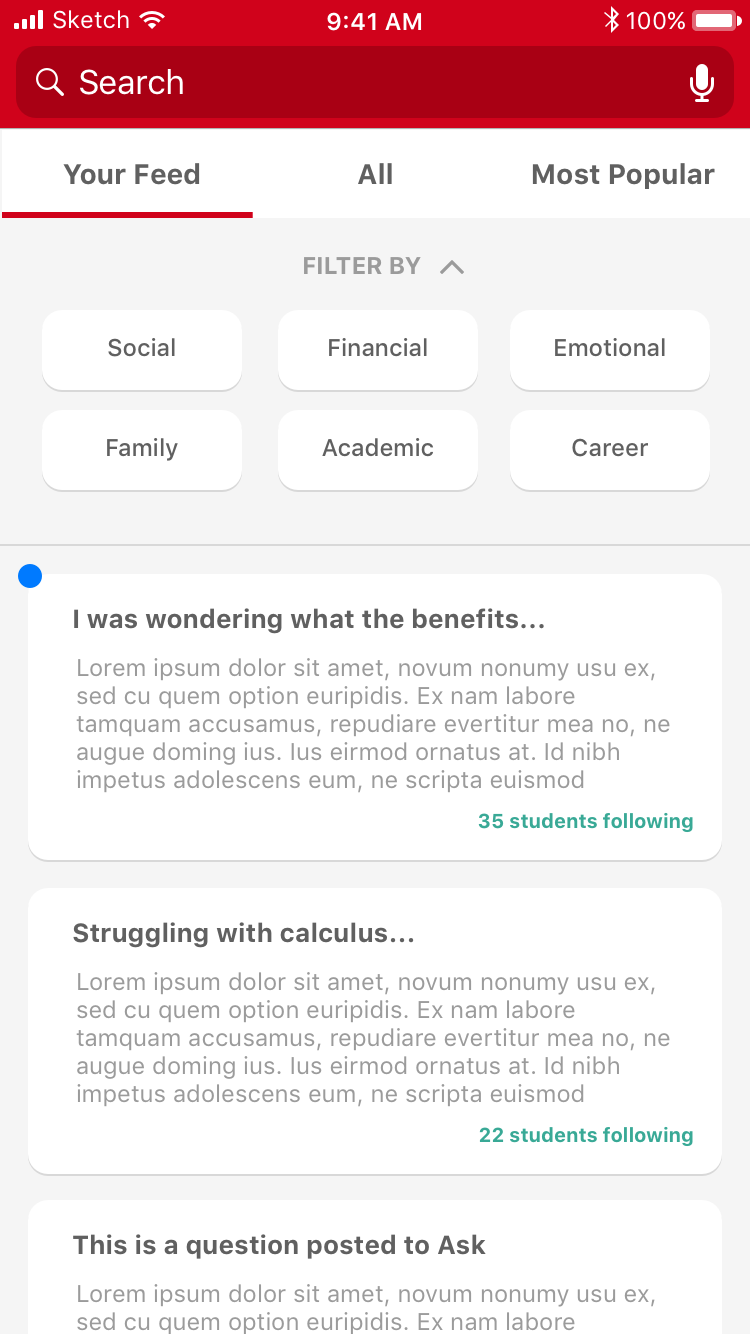 Sketch 9:41 AM 100%
Search
Your Feed All Most Popular
FILTER BY
Social Financial Emotional
Family Academic Career
I was wondering what the benefits...
Lorem ipsum dolor sit amet, novum nonumy usu ex,
sed cu quem option euripidis. Ex nam labore
tamquam accusamus, repudiare evertitur mea no, ne
augue doming ius. Ius eirmod ornatus at. Id nibh
impetus adolescens eum, ne scripta euismod
35 students following
Struggling with calculus...
Lorem ipsum dolor sit amet, novum nonumy usu ex,
sed cu quem option euripidis. Ex nam labore
tamquam accusamus, repudiare evertitur mea no, ne
augue doming ius. Ius eirmod ornatus at. Id nibh
impetus adolescens eum, ne scripta euismod
22 students following
This is a question posted to Ask
Lorem ipsum dolor sit amet, novum nonumy usu ex,
sed cu quem option euripidis. Ex nam labore